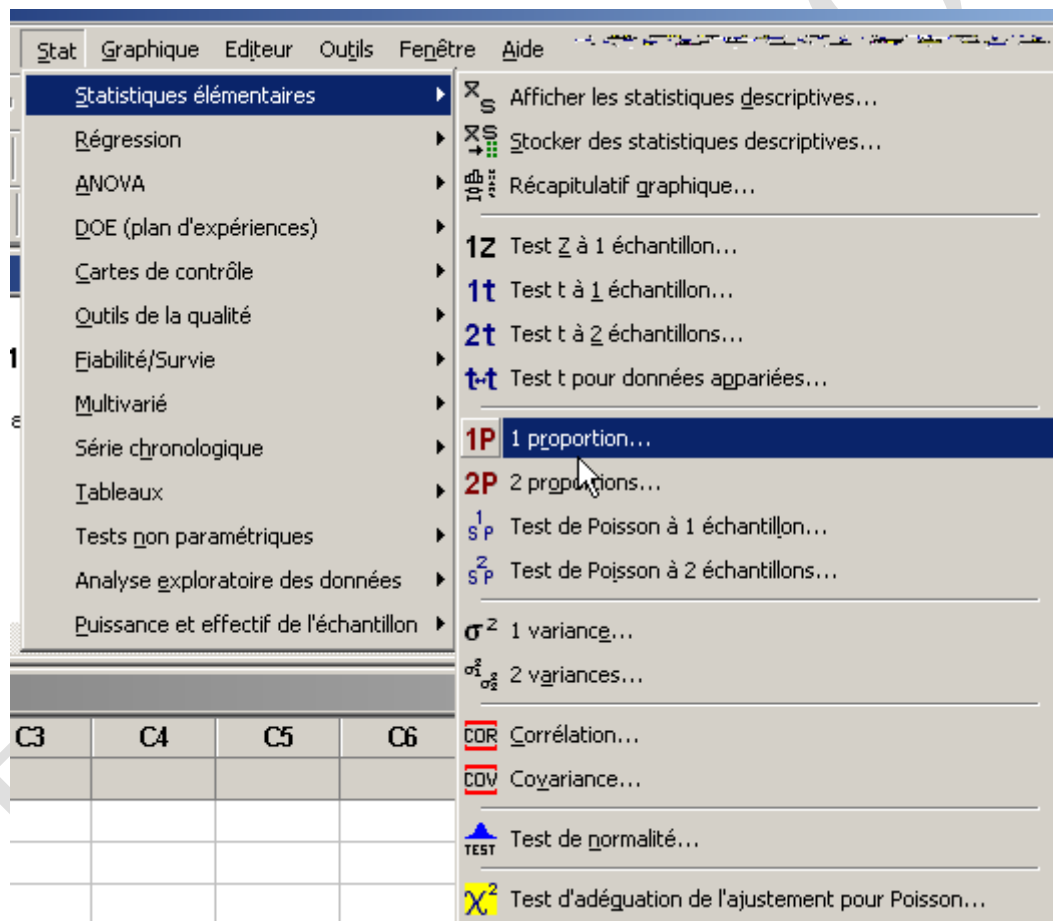 Stat Graphique Editeur Outils Fenêtre Aide
Statistiques élémentaires
Régression
ANOVA
DOE (plan d'expériences)
Cartes de contrôle
Outils de la qualité
Fiabilité/Survie
Multivarié
Série chronologique
Tableaux
Tests non paramétriques
Analyse exploratoire des données
Puissance et effectif de l'échantillon
Afficher les statistiques descriptives...
Stocker des statistiques descriptives...
Récapitulatif graphique...
1Z Test Z à 1 échantillon...
1t Test t à 1 échantillon...
2t Test t à 2 échantillons...
t↔t Test t pour données appariées...
1P 1 proportion...
2P 2 proportions...
Test de Poisson à 1 échantillon...
Test de Poisson à 2 échantillons...
σ² 1 variance...
2 variances...
COR Corrélation...
COV Covariance...
TEST Test de normalité...
χ² Test d'adéquation de l'ajustement pour Poisson...
C3 C4 C5 C6